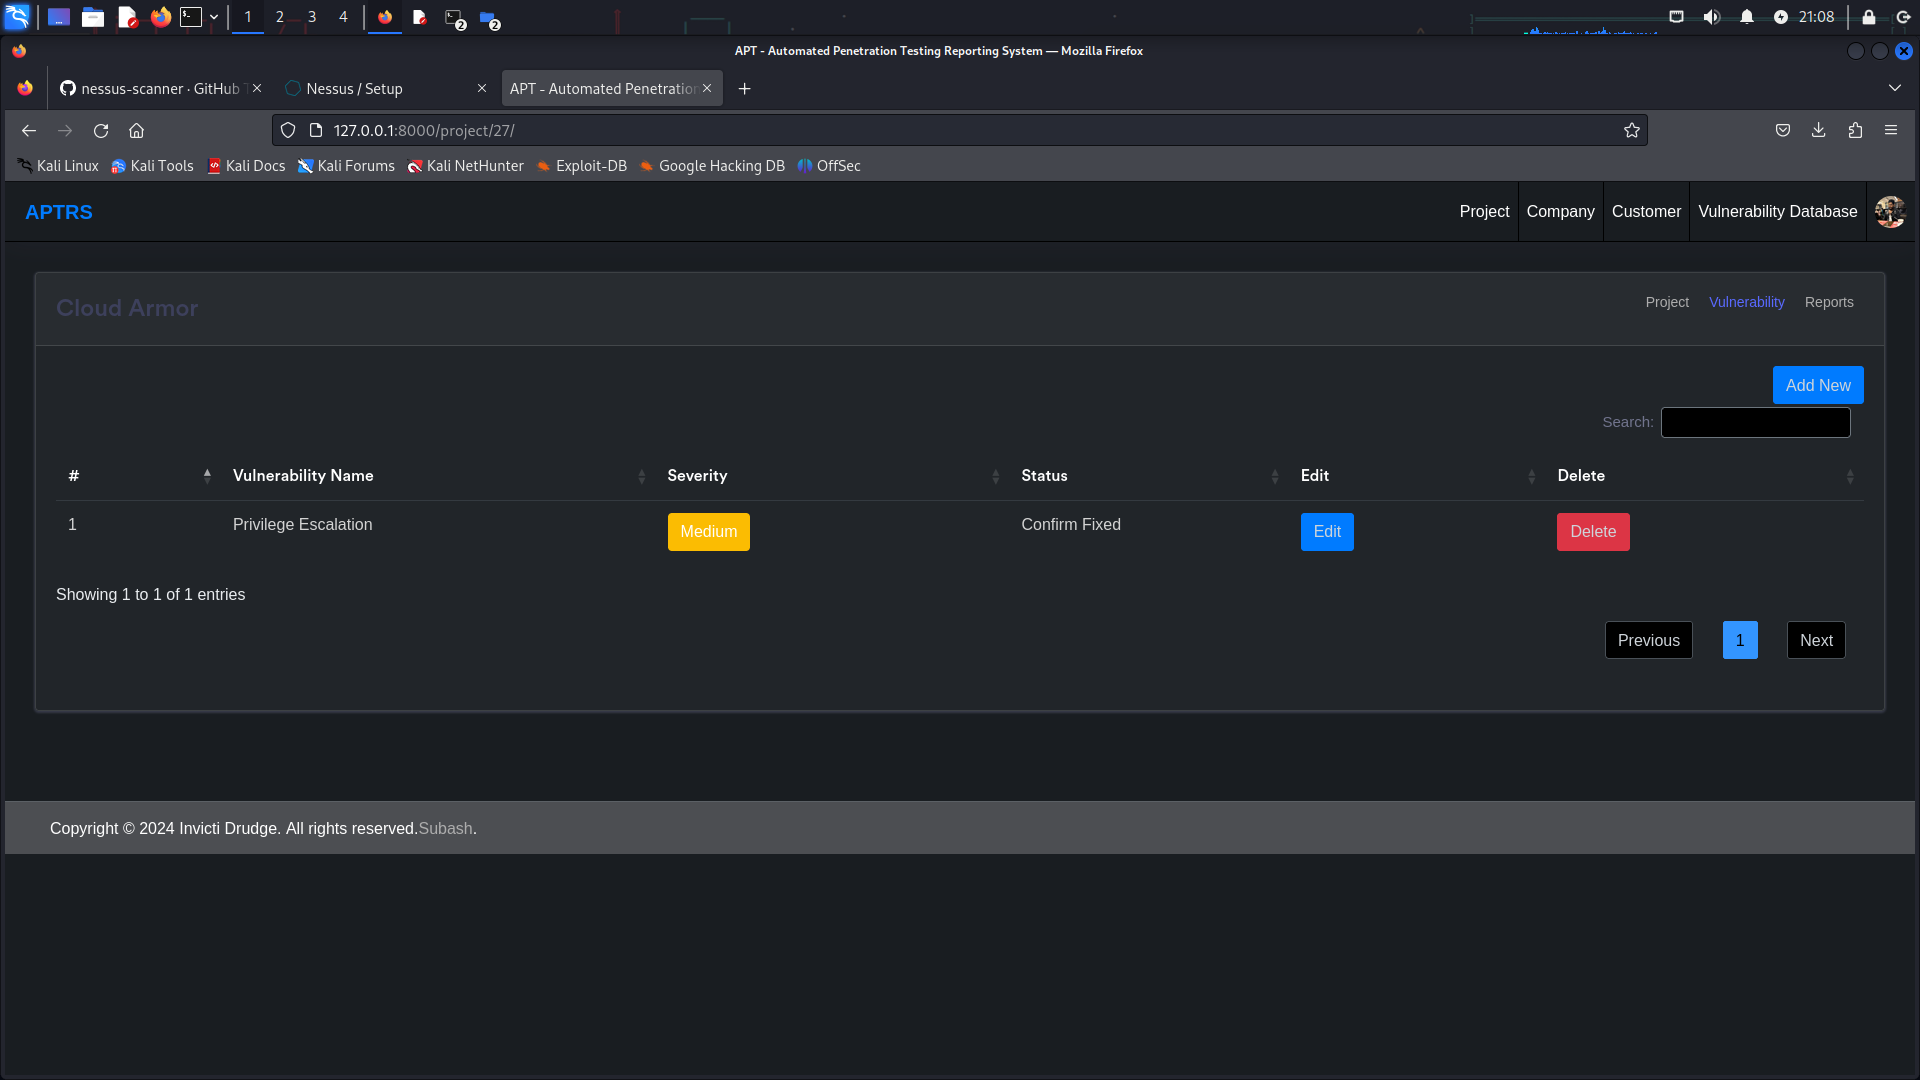 1 2 3 4 2 2 21:08
APT - Automated Penetration Testing Reporting System — Mozilla Firefox
nessus-scanner · GitHub Nessus / Setup APT - Automated Penetration
127.0.0.1:8000/project/27/
Kali Linux Kali Tools Kali Docs Kali Forums Kali NetHunter Exploit-DB Google Hacking DB OffSec
APTRS Project Company Customer Vulnerability Database
Cloud Armor Project Vulnerability Reports
Add New
Search:
# Vulnerability Name Severity Status Edit Delete
1 Privilege Escalation Medium Confirm Fixed Edit Delete
Showing 1 to 1 of 1 entries
Previous 1 Next
Copyright © 2024 Invicti Drudge. All rights reserved.Subash.